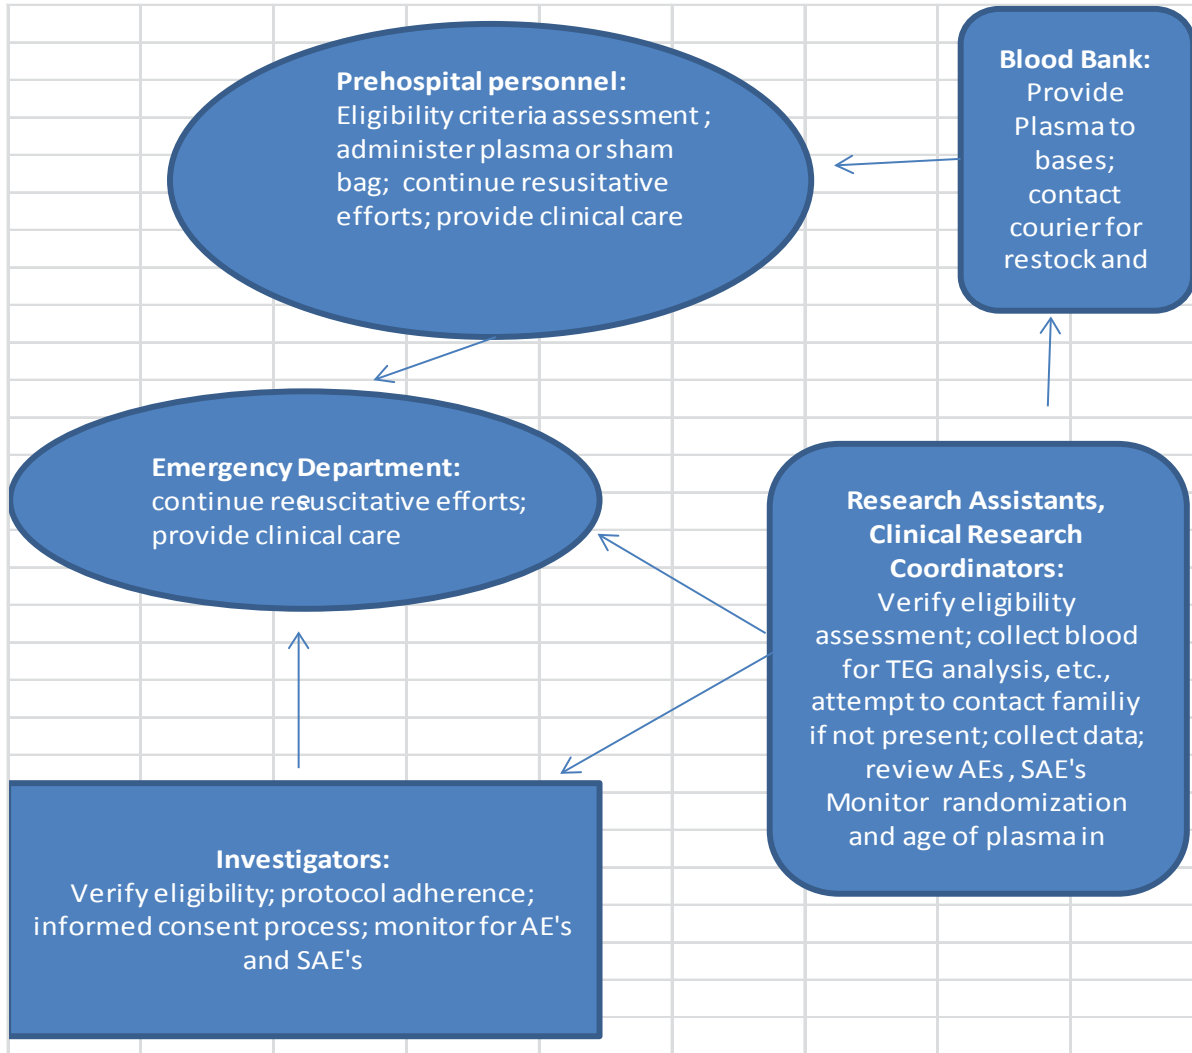 Prehospital personnel:
Eligibility criteria assessment ;
administer plasma or sham
bag;  continue resusitative
efforts; provide clinical care
Blood Bank:
Provide
Plasma to
bases;
contact
courier for
restock and
Emergency Department:
continue resuscitative efforts;
provide clinical care
Research Assistants,
Clinical Research
Coordinators:
Verify eligibility
assessment; collect blood
for TEG analysis, etc.,
attempt to contact familiy
if not present; collect data;
review AEs , SAE's
Monitor  randomization
and age of plasma in
Investigators:
Verify eligibility; protocol adherence;
informed consent process; monitor for AE's
and SAE's